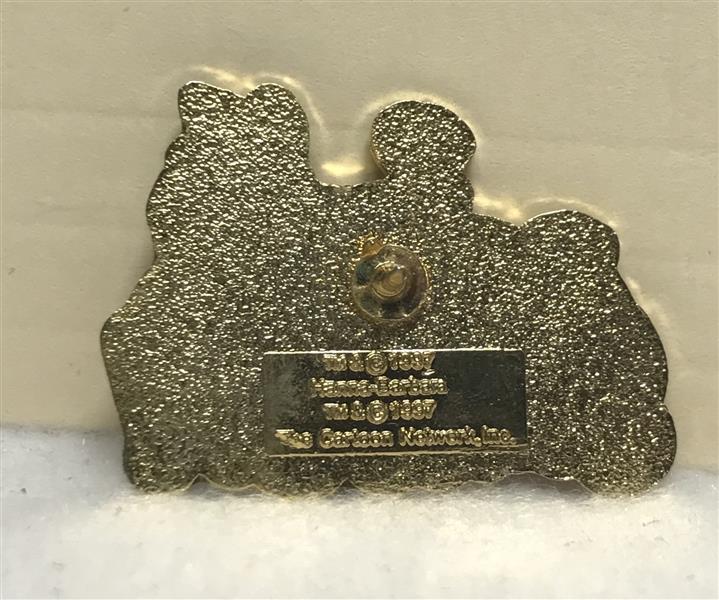 TM & © 1997
Hanna-Barbera
TM & © 1997
The Cartoon Network, Inc.